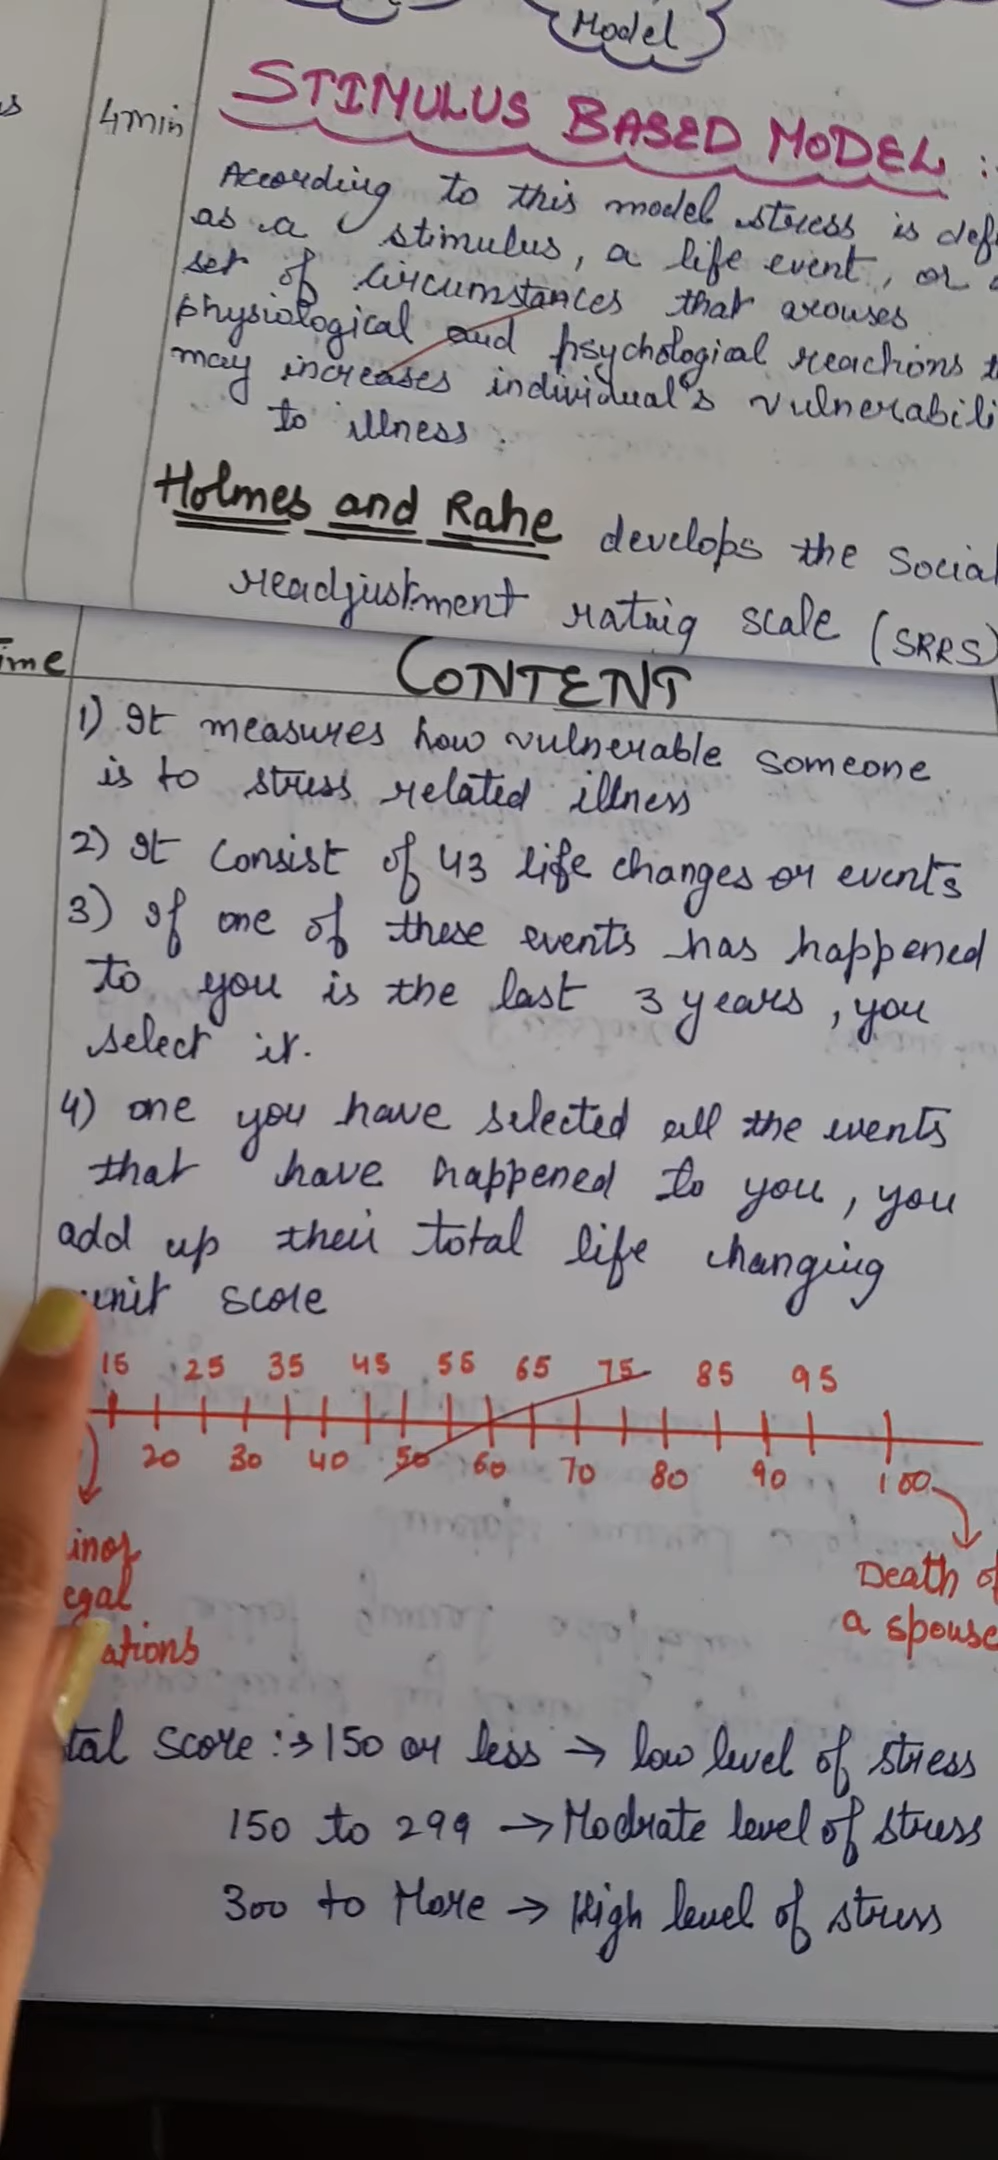 Model
4min
STIMULUS BASED MODEL :
According to this model stress is def
as a stimulus, a life event, or
set of circumstances that arouses
physiological and psychological reactions
may increases individual's vulnerabili
to illness.
Holmes and Rahe develops the Social
readjustment ratnig scale (SRRS)
ime
CONTENT
1) It measures how vulnerable someone
is to stress related illness
2) It Consist of 43 life changes or events
3) If one of these events has happened
to you is the last 3 years, you
select it.
4) one you have selected all the events
that have happened to you, you
add up their total life changing
unit score
15 25 35 45 55 65 75 85 95
20 30 40 50 60 70 80 90 100
inor
egal
ations
Death of
a spouse
tal Score :→ 150 or less → low level of stress
150 to 299 → Modrate level of stress
300 to More → High level of stress